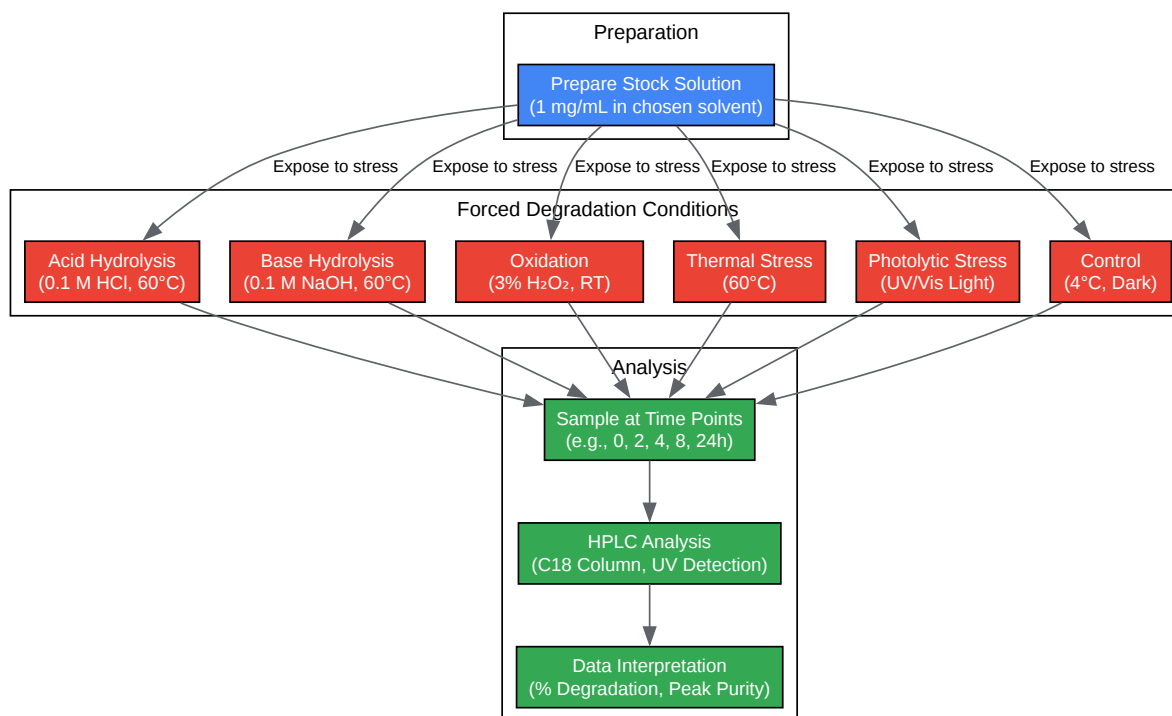 Preparation
Prepare Stock Solution
(1 mg/mL in chosen solvent)
Expose to stress
Expose to stress
Expose to stress
Expose to stress
Expose to stress
Expose to stress
Forced Degradation Conditions
Acid Hydrolysis
(0.1 M HCl, 60°C)
Base Hydrolysis
(0.1 M NaOH, 60°C)
Oxidation
(3% H₂O₂, RT)
Thermal Stress
(60°C)
Photolytic Stress
(UV/Vis Light)
Control
(4°C, Dark)
Analysis
Sample at Time Points
(e.g., 0, 2, 4, 8, 24h)
HPLC Analysis
(C18 Column, UV Detection)
Data Interpretation
(% Degradation, Peak Purity)